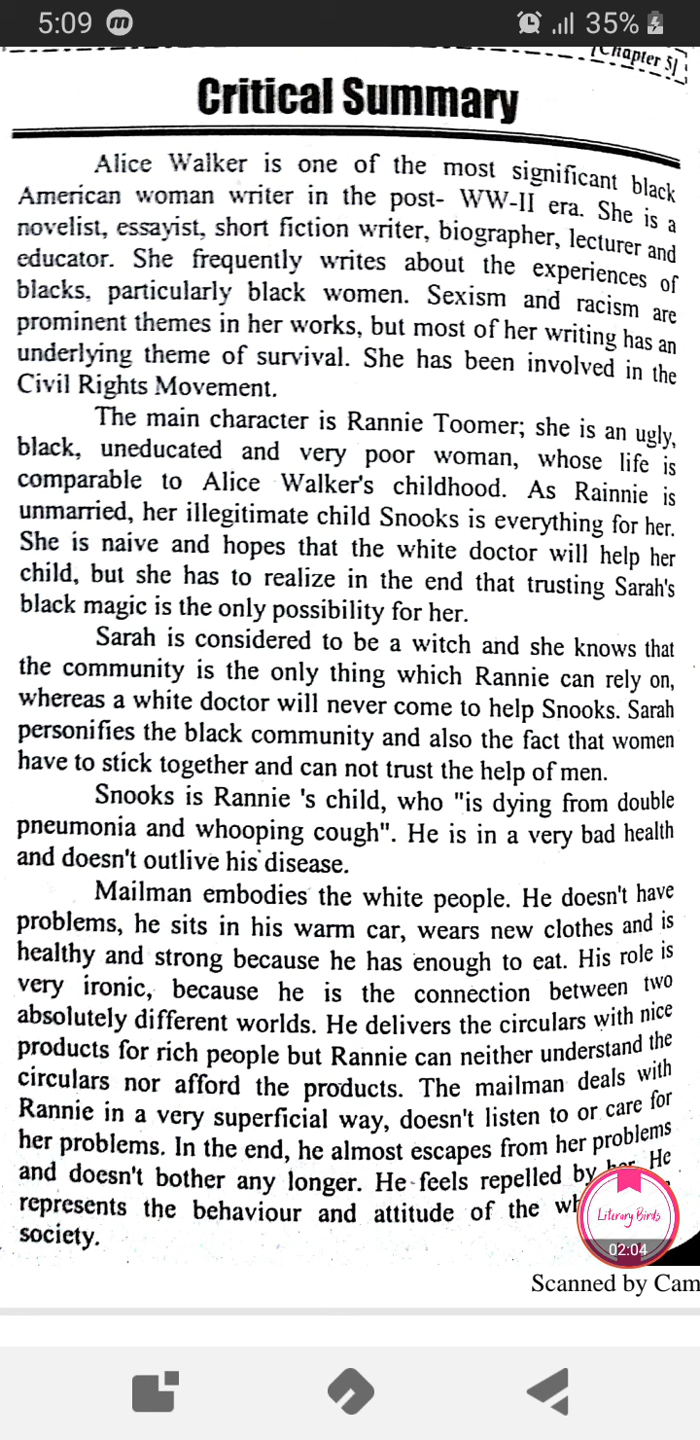 5:09
35%
[Chapter 5]
Critical Summary
Alice Walker is one of the most significant black
American woman writer in the post- WW-II era. She is a
novelist, essayist, short fiction writer, biographer, lecturer and
educator. She frequently writes about the experiences of
blacks, particularly black women. Sexism and racism are
prominent themes in her works, but most of her writing has an
underlying theme of survival. She has been involved in the
Civil Rights Movement.
The main character is Rannie Toomer; she is an ugly,
black, uneducated and very poor woman, whose life is
comparable to Alice Walker's childhood. As Rainnie is
unmarried, her illegitimate child Snooks is everything for her.
She is naive and hopes that the white doctor will help her
child, but she has to realize in the end that trusting Sarah's
black magic is the only possibility for her.
Sarah is considered to be a witch and she knows that
the community is the only thing which Rannie can rely on,
whereas a white doctor will never come to help Snooks. Sarah
personifies the black community and also the fact that women
have to stick together and can not trust the help of men.
Snooks is Rannie 's child, who "is dying from double
pneumonia and whooping cough". He is in a very bad health
and doesn't outlive his disease.
Mailman embodies the white people. He doesn't have
problems, he sits in his warm car, wears new clothes and is
healthy and strong because he has enough to eat. His role is
very ironic, because he is the connection between two
absolutely different worlds. He delivers the circulars with nice
products for rich people but Rannie can neither understand the
circulars nor afford the products. The mailman deals with
Rannie in a very superficial way, doesn't listen to or care for
her problems. In the end, he almost escapes from her problems
and doesn't bother any longer. He feels repelled by her. He
represents the behaviour and attitude of the
society.
Literary Birds
02:04
Scanned by Cam